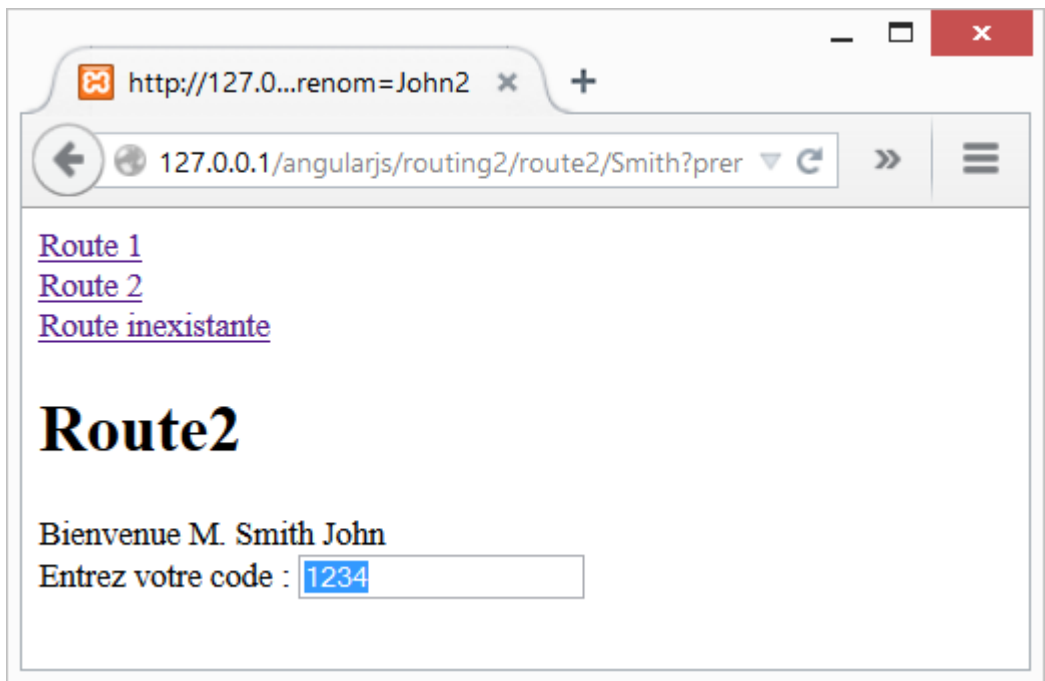 http://127.0...renom=John2
127.0.0.1/angularjs/routing2/route2/Smith?prer
Route 1
Route 2
Route inexistante
Route2
Bienvenue M. Smith John
Entrez votre code : 1234